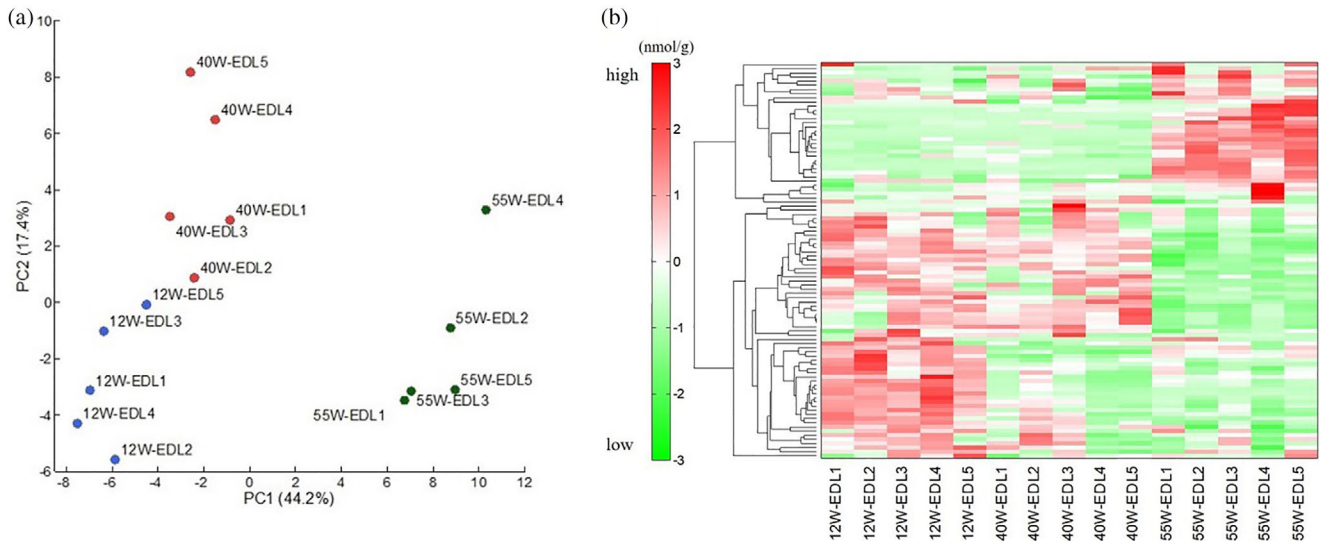 (a)
10
8
6
4
2
0
-2
-4
-6
PC2 (17.4%)
-8
-6
-4
-2
0
2
4
6
8
10
12
PC1 (44.2%)
40W-EDL5
40W-EDL4
40W-EDL1
40W-EDL3
40W-EDL2
12W-EDL5
12W-EDL3
12W-EDL1
12W-EDL4
12W-EDL2
55W-EDL4
55W-EDL2
55W-EDL5
55W-EDL3
55W-EDL1
(b)
(nmol/g)
high
low
3
2
1
0
-1
-2
-3
12W-EDL1
12W-EDL2
12W-EDL3
12W-EDL4
12W-EDL5
40W-EDL1
40W-EDL2
40W-EDL3
40W-EDL4
40W-EDL5
55W-EDL1
55W-EDL2
55W-EDL3
55W-EDL4
55W-EDL5